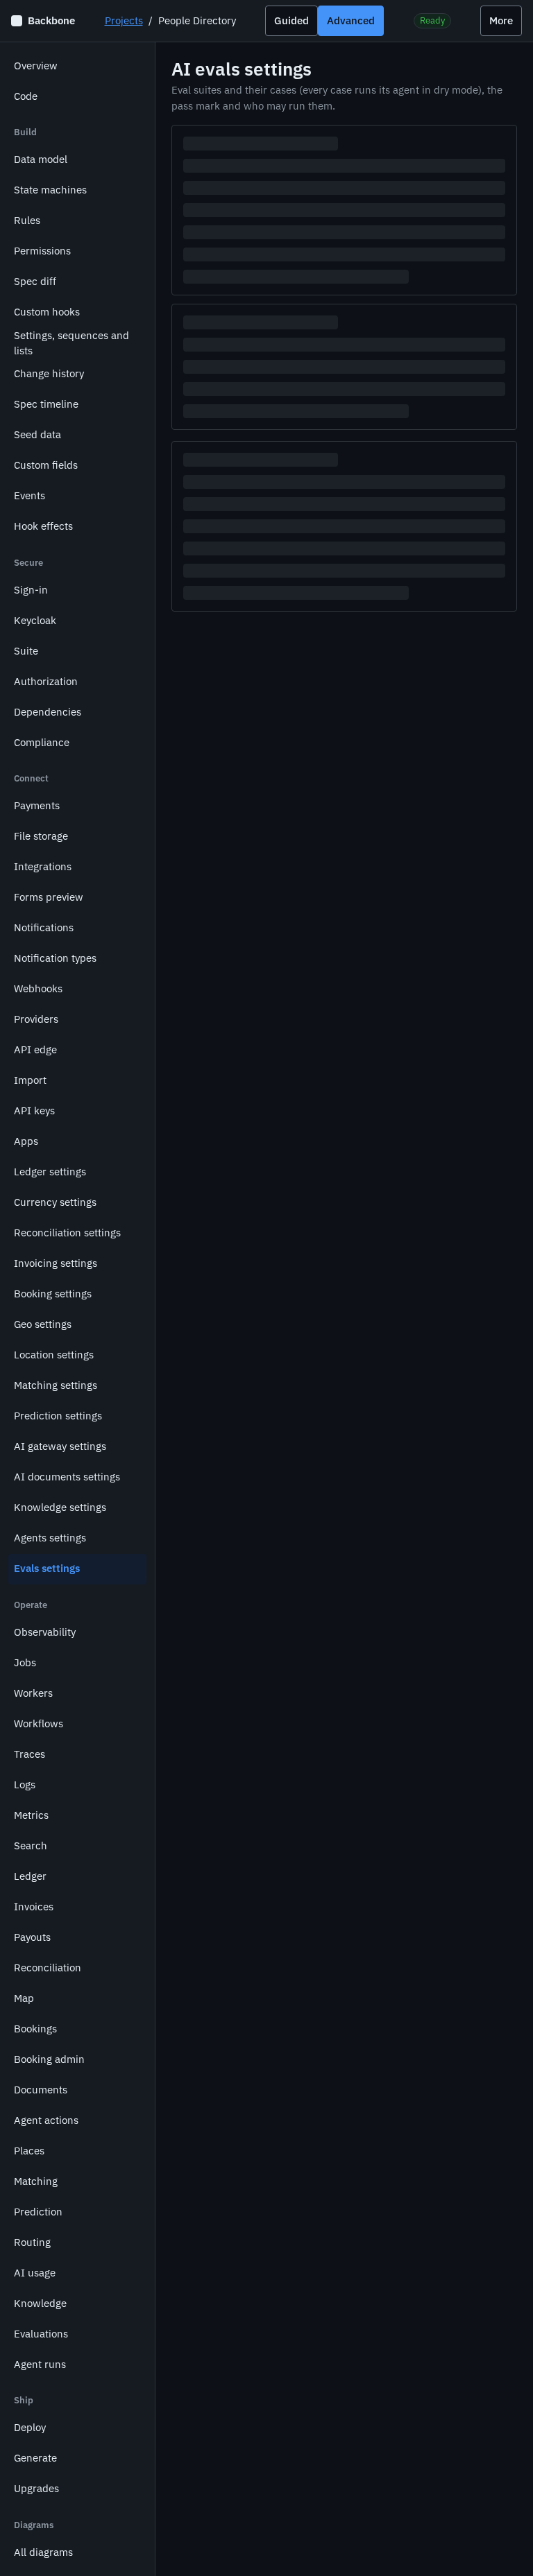 Backbone
Projects / People Directory
Guided
Advanced
Ready
More
Overview
Code
Build
Data model
State machines
Rules
Permissions
Spec diff
Custom hooks
Settings, sequences and
lists
Change history
Spec timeline
Seed data
Custom fields
Events
Hook effects
Secure
Sign-in
Keycloak
Suite
Authorization
Dependencies
Compliance
Connect
Payments
File storage
Integrations
Forms preview
Notifications
Notification types
Webhooks
Providers
API edge
Import
API keys
Apps
Ledger settings
Currency settings
Reconciliation settings
Invoicing settings
Booking settings
Geo settings
Location settings
Matching settings
Prediction settings
AI gateway settings
AI documents settings
Knowledge settings
Agents settings
Evals settings
Operate
Observability
Jobs
Workers
Workflows
Traces
Logs
Metrics
Search
Ledger
Invoices
Payouts
Reconciliation
Map
Bookings
Booking admin
Documents
Agent actions
Places
Matching
Prediction
Routing
AI usage
Knowledge
Evaluations
Agent runs
Ship
Deploy
Generate
Upgrades
Diagrams
All diagrams
AI evals settings
Eval suites and their cases (every case runs its agent in dry mode), the
pass mark and who may run them.